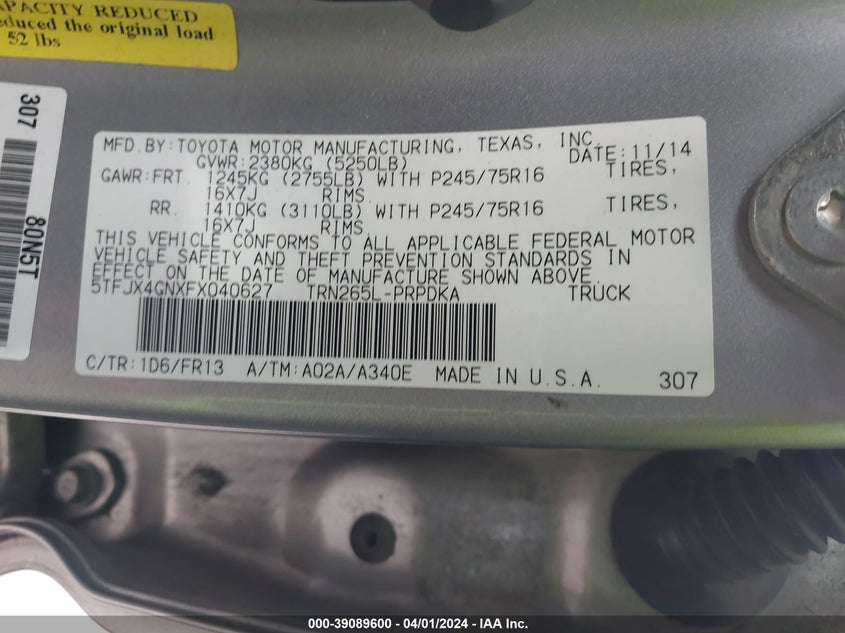 APACITY REDUCED
educed the original load
52 lbs
307
80N5T
MFD.BY:TOYOTA MOTOR MANUFACTURING, TEXAS, INC.
GVWR:2380KG (5250LB) DATE:11/14
GAWR:FRT. 1245KG (2755LB) WITH P245/75R16 TIRES,
16X7J RIMS.
RR. 1410KG (3110LB) WITH P245/75R16 TIRES,
16X7J RIMS.
THIS VEHICLE CONFORMS TO ALL APPLICABLE FEDERAL MOTOR
VEHICLE SAFETY AND THEFT PREVENTION STANDARDS IN
EFFECT ON THE DATE OF MANUFACTURE SHOWN ABOVE.
5TFJX4GNXFX040627 TRN265L-PRPDKA TRUCK
C/TR:1D6/FR13 A/TM:A02A/A340E MADE IN U.S.A. 307
000-39089600 - 04/01/2024 - IAA Inc.